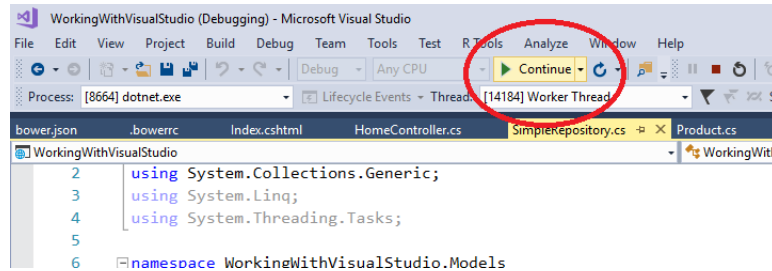 WorkingWithVisualStudio (Debugging) - Microsoft Visual Studio
File Edit View Project Build Debug Team Tools Test R Tools Analyze Window Help
Debug Any CPU Continue
Process: [8664] dotnet.exe Lifecycle Events Thread: [14184] Worker Thread
bower.json .bowerrc Index.cshtml HomeController.cs SimpleRepository.cs Product.cs
WorkingWithVisualStudio
2 using System.Collections.Generic;
3 using System.Linq;
4 using System.Threading.Tasks;
5
6 namespace WorkingWithVisualStudio.Models